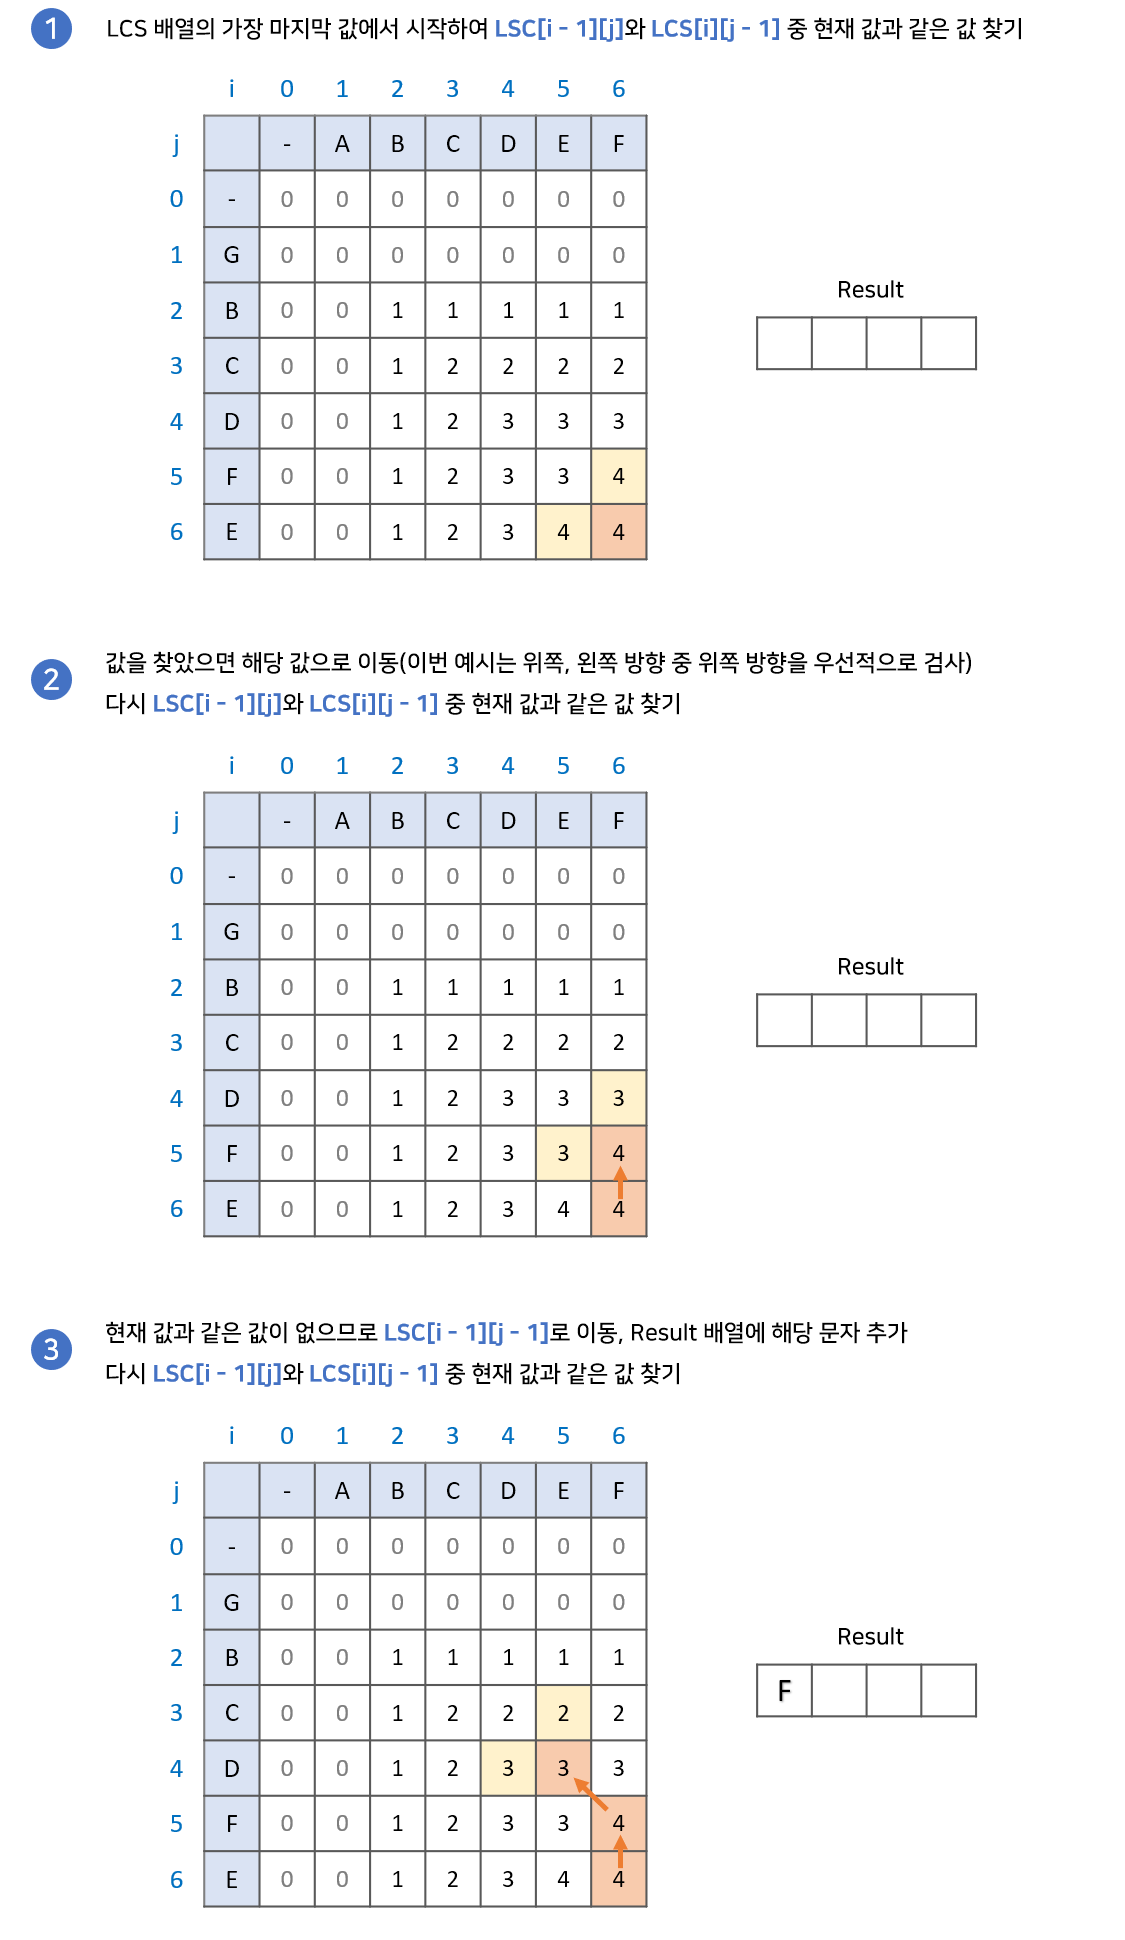 1 LCS 배열의 가장 마지막 값에서 시작하여 LSC[i - 1][j]와 LCS[i][j - 1] 중 현재 값과 같은 값 찾기
i 0 1 2 3 4 5 6
j - A B C D E F
0 - 0 0 0 0 0 0 0
1 G 0 0 0 0 0 0 0
Result
2 B 0 0 1 1 1 1 1
3 C 0 0 1 2 2 2 2
4 D 0 0 1 2 3 3 3
5 F 0 0 1 2 3 3 4
6 E 0 0 1 2 3 4 4
2 값을 찾았으면 해당 값으로 이동(이번 예시는 위쪽, 왼쪽 방향 중 위쪽 방향을 우선적으로 검사)
다시 LSC[i - 1][j]와 LCS[i][j - 1] 중 현재 값과 같은 값 찾기
i 0 1 2 3 4 5 6
j - A B C D E F
0 - 0 0 0 0 0 0 0
1 G 0 0 0 0 0 0 0
Result
2 B 0 0 1 1 1 1 1
3 C 0 0 1 2 2 2 2
4 D 0 0 1 2 3 3 3
5 F 0 0 1 2 3 3 4
6 E 0 0 1 2 3 4 4
3 현재 값과 같은 값이 없으므로 LSC[i - 1][j - 1]로 이동, Result 배열에 해당 문자 추가
다시 LSC[i - 1][j]와 LCS[i][j - 1] 중 현재 값과 같은 값 찾기
i 0 1 2 3 4 5 6
j - A B C D E F
0 - 0 0 0 0 0 0 0
1 G 0 0 0 0 0 0 0
Result
2 B 0 0 1 1 1 1 1
3 C 0 0 1 2 2 2 2
F
4 D 0 0 1 2 3 3 3
5 F 0 0 1 2 3 3 4
6 E 0 0 1 2 3 4 4